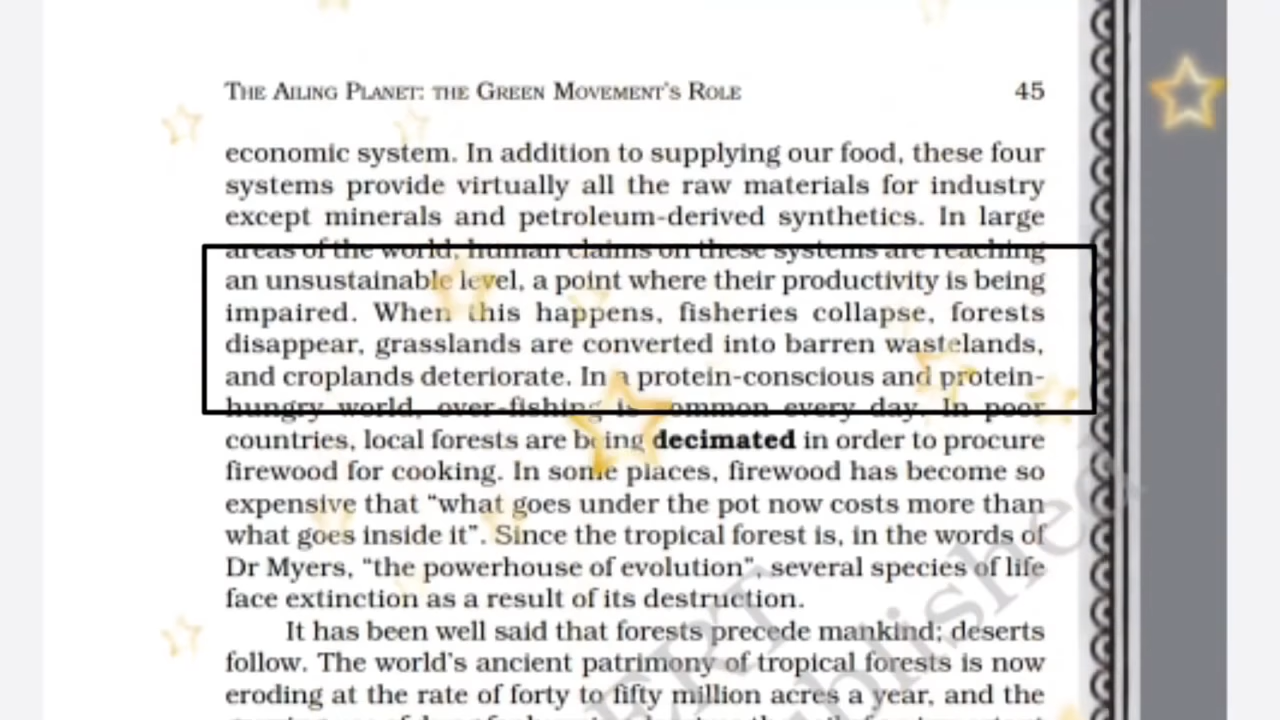 THE AILING PLANET: THE GREEN MOVEMENT'S ROLE 45
economic system. In addition to supplying our food, these four
systems provide virtually all the raw materials for industry
except minerals and petroleum-derived synthetics. In large
areas of the world, human claims on these systems are reaching
an unsustainable level, a point where their productivity is being
impaired. When this happens, fisheries collapse, forests
disappear, grasslands are converted into barren wastelands,
and croplands deteriorate. In a protein-conscious and protein-
hungry world, over-fishing is common every day. In poor
countries, local forests are being decimated in order to procure
firewood for cooking. In some places, firewood has become so
expensive that “what goes under the pot now costs more than
what goes inside it”. Since the tropical forest is, in the words of
Dr Myers, “the powerhouse of evolution”, several species of life
face extinction as a result of its destruction.
It has been well said that forests precede mankind; deserts
follow. The world's ancient patrimony of tropical forests is now
eroding at the rate of forty to fifty million acres a year, and the